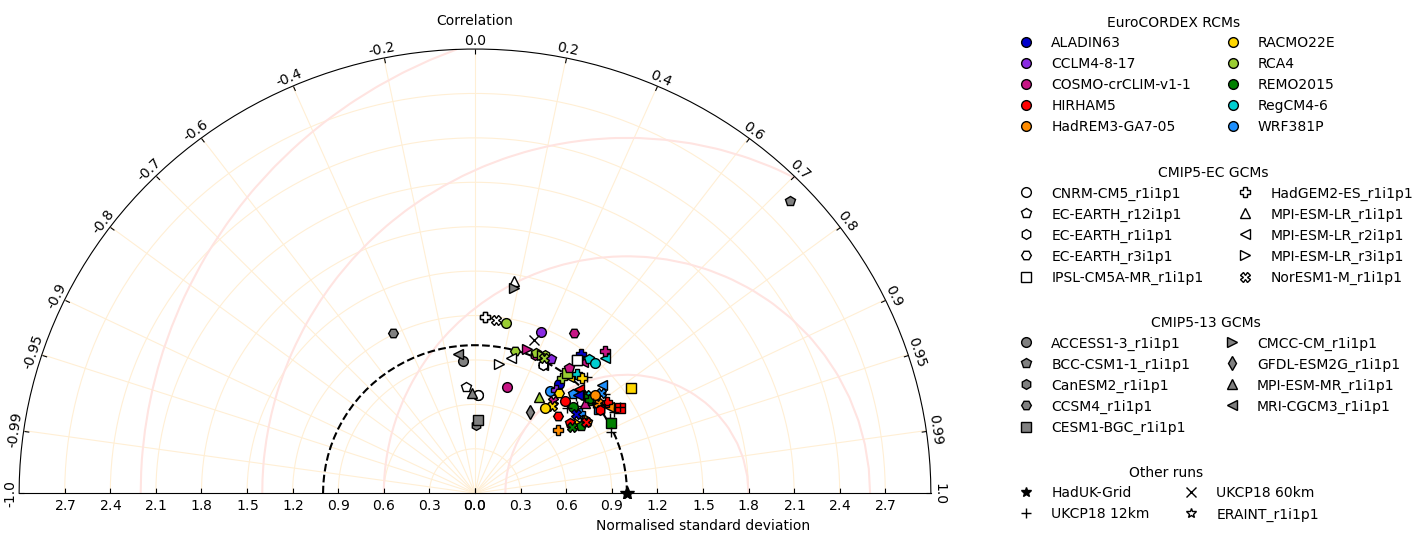 Correlation
-1.0
-0.99
-0.95
-0.9
-0.8
-0.7
-0.6
-0.4
-0.2
0.0
0.2
0.4
0.6
0.7
0.8
0.9
0.95
0.99
1.0
2.7 2.4 2.1 1.8 1.5 1.2 0.9 0.6 0.3 0.0 0.3 0.6 0.9 1.2 1.5 1.8 2.1 2.4 2.7
Normalised standard deviation
EuroCORDEX RCMs
ALADIN63 RACMO22E
CCLM4-8-17 RCA4
COSMO-crCLIM-v1-1 REMO2015
HIRHAM5 RegCM4-6
HadREM3-GA7-05 WRF381P
CMIP5-EC GCMs
CNRM-CM5_r1i1p1 HadGEM2-ES_r1i1p1
EC-EARTH_r12i1p1 MPI-ESM-LR_r1i1p1
EC-EARTH_r1i1p1 MPI-ESM-LR_r2i1p1
EC-EARTH_r3i1p1 MPI-ESM-LR_r3i1p1
IPSL-CM5A-MR_r1i1p1 NorESM1-M_r1i1p1
CMIP5-13 GCMs
ACCESS1-3_r1i1p1 CMCC-CM_r1i1p1
BCC-CSM1-1_r1i1p1 GFDL-ESM2G_r1i1p1
CanESM2_r1i1p1 MPI-ESM-MR_r1i1p1
CCSM4_r1i1p1 MRI-CGCM3_r1i1p1
CESM1-BGC_r1i1p1
Other runs
HadUK-Grid UKCP18 60km
UKCP18 12km ERAINT_r1i1p1